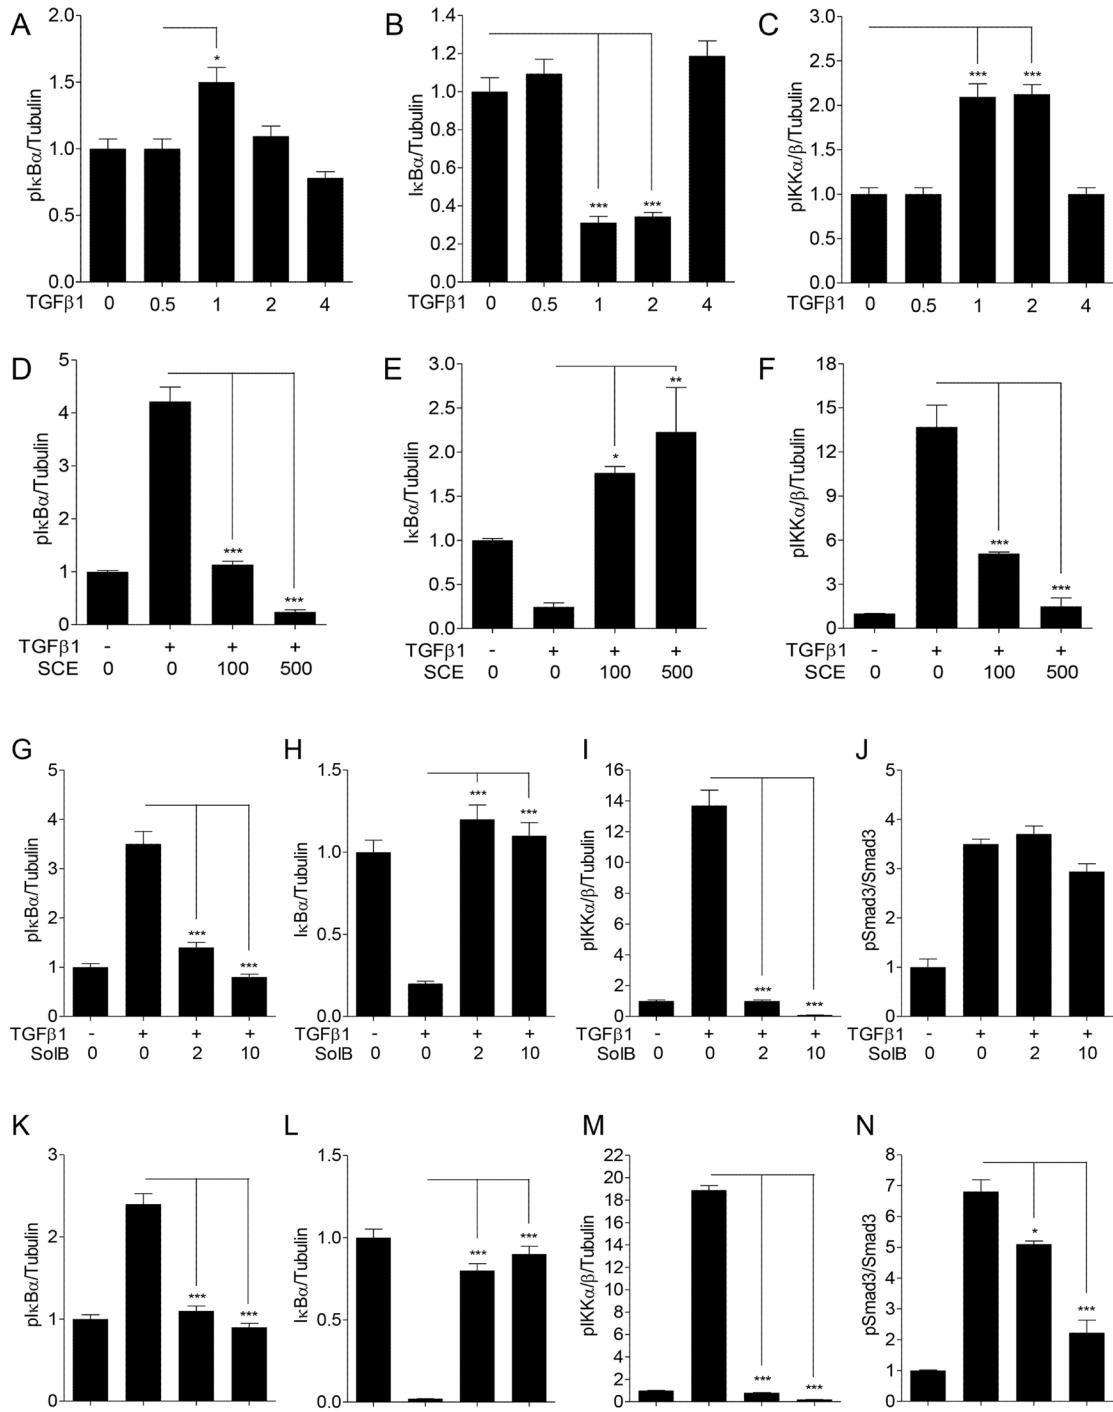 A
B
C
pIκBα/Tubulin
2.0
1.5
1.0
0.5
0.0
*
TGFβ1 0 0.5 1 2 4
IκBα/Tubulin
1.4
1.2
1.0
0.8
0.6
0.4
0.2
0.0
*** ***
TGFβ1 0 0.5 1 2 4
pIKKα/β/Tubulin
3.0
2.5
2.0
1.5
1.0
0.5
0.0
*** ***
TGFβ1 0 0.5 1 2 4
D
E
F
pIκBα/Tubulin
5
4
3
2
1
0
***
***
TGFβ1 - + + +
SCE 0 0 100 500
IκBα/Tubulin
3.0
2.5
2.0
1.5
1.0
0.5
0.0
*
**
TGFβ1 - + + +
SCE 0 0 100 500
pIKKα/β/Tubulin
18
15
12
9
6
3
0
***
***
TGFβ1 - + + +
SCE 0 0 100 500
G
H
I
J
pIκBα/Tubulin
5
4
3
2
1
0
***
***
TGFβ1 - + + +
SolB 0 0 2 10
IκBα/Tubulin
1.5
1.0
0.5
0.0
***
***
TGFβ1 - + + +
SolB 0 0 2 10
pIKKα/β/Tubulin
16
14
12
10
8
6
4
2
0
***
***
TGFβ1 - + + +
SolB 0 0 2 10
pSmad3/Smad3
5
4
3
2
1
0
TGFβ1 - + + +
SolB 0 0 2 10
K
L
M
N
pIκBα/Tubulin
3
2
1
0
***
***
IκBα/Tubulin
1.5
1.0
0.5
0.0
***
***
pIKKα/β/Tubulin
22
20
18
16
14
12
10
8
6
4
2
0
***
***
pSmad3/Smad3
8
7
6
5
4
3
2
1
0
*
***